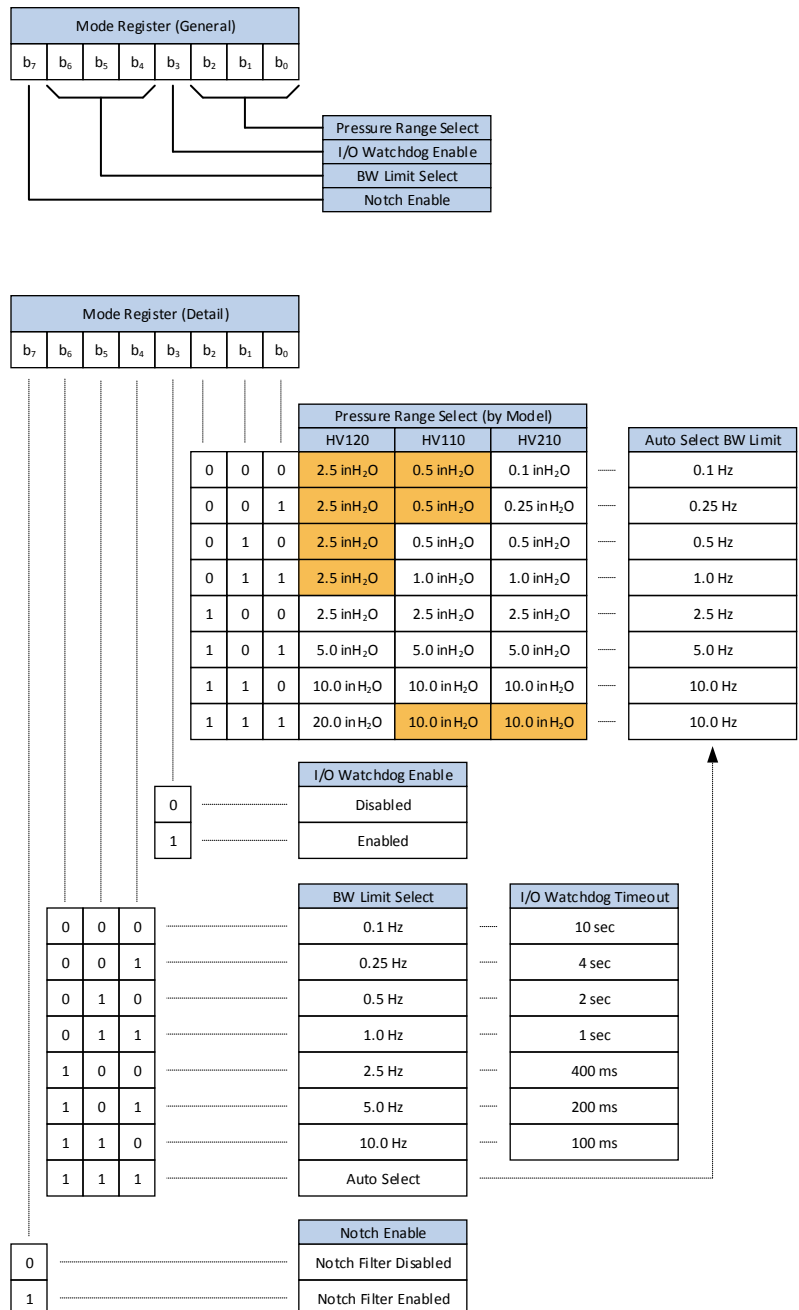 Mode Register (General)
b₇ b₆ b₅ b₄ b₃ b₂ b₁ b₀
Pressure Range Select
I/O Watchdog Enable
BW Limit Select
Notch Enable
Mode Register (Detail)
b₇ b₆ b₅ b₄ b₃ b₂ b₁ b₀
Pressure Range Select (by Model)
HV120 HV110 HV210 Auto Select BW Limit
0 0 0 2.5 inH₂O 0.5 inH₂O 0.1 inH₂O 0.1 Hz
0 0 1 2.5 inH₂O 0.5 inH₂O 0.25 inH₂O 0.25 Hz
0 1 0 2.5 inH₂O 0.5 inH₂O 0.5 inH₂O 0.5 Hz
0 1 1 2.5 inH₂O 1.0 inH₂O 1.0 inH₂O 1.0 Hz
1 0 0 2.5 inH₂O 2.5 inH₂O 2.5 inH₂O 2.5 Hz
1 0 1 5.0 inH₂O 5.0 inH₂O 5.0 inH₂O 5.0 Hz
1 1 0 10.0 inH₂O 10.0 inH₂O 10.0 inH₂O 10.0 Hz
1 1 1 20.0 inH₂O 10.0 inH₂O 10.0 inH₂O 10.0 Hz
I/O Watchdog Enable
0 Disabled
1 Enabled
BW Limit Select I/O Watchdog Timeout
0 0 0 0.1 Hz 10 sec
0 0 1 0.25 Hz 4 sec
0 1 0 0.5 Hz 2 sec
0 1 1 1.0 Hz 1 sec
1 0 0 2.5 Hz 400 ms
1 0 1 5.0 Hz 200 ms
1 1 0 10.0 Hz 100 ms
1 1 1 Auto Select
Notch Enable
0 Notch Filter Disabled
1 Notch Filter Enabled